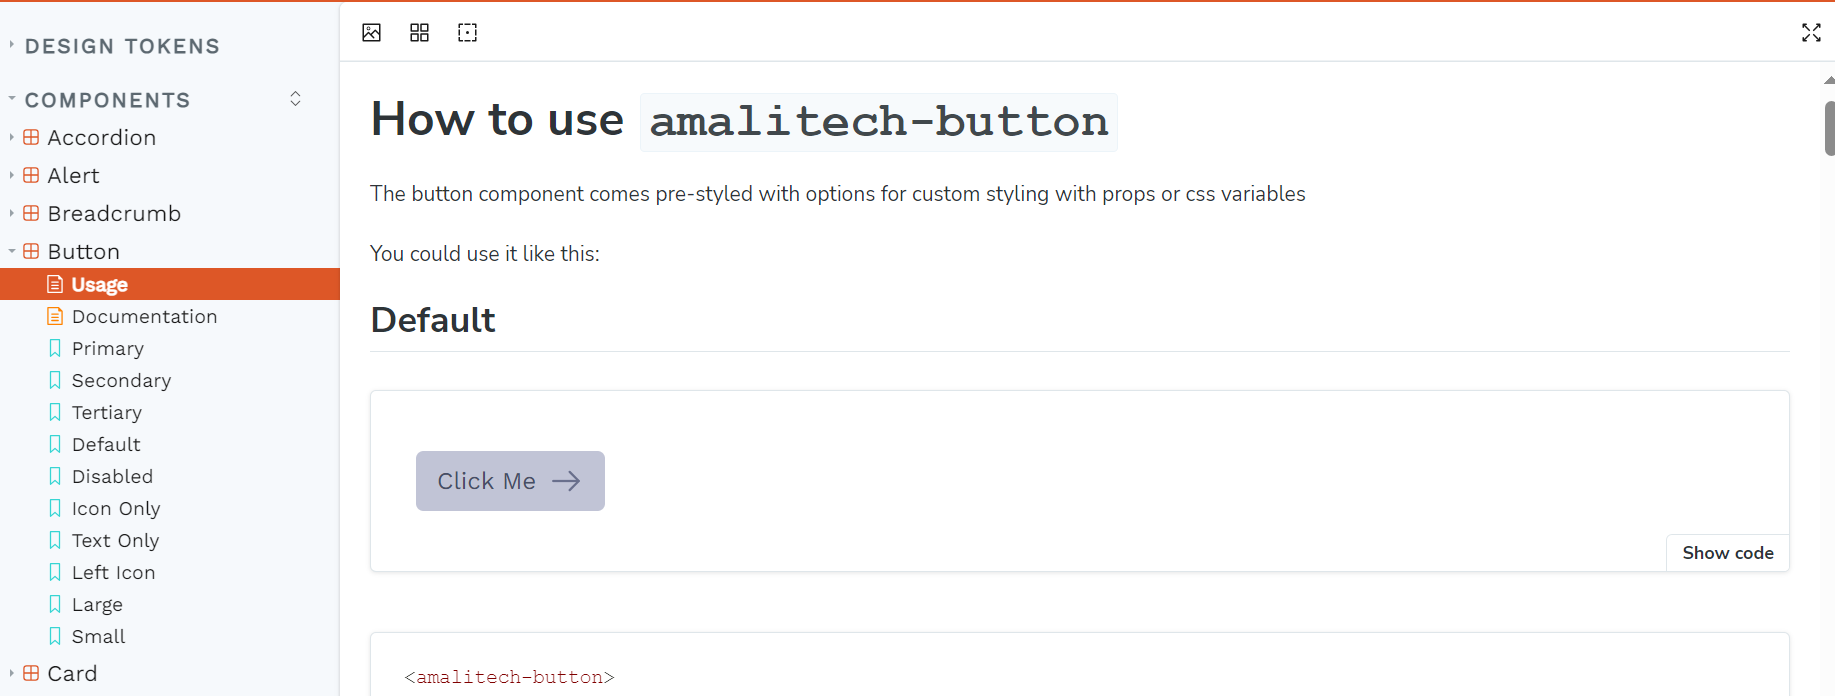 DESIGN TOKENS
COMPONENTS
Accordion
Alert
Breadcrumb
Button
Usage
Documentation
Primary
Secondary
Tertiary
Default
Disabled
Icon Only
Text Only
Left Icon
Large
Small
Card
How to use amalitech-button
The button component comes pre-styled with options for custom styling with props or css variables
You could use it like this:
Default
Click Me
Show code
<amalitech-button>